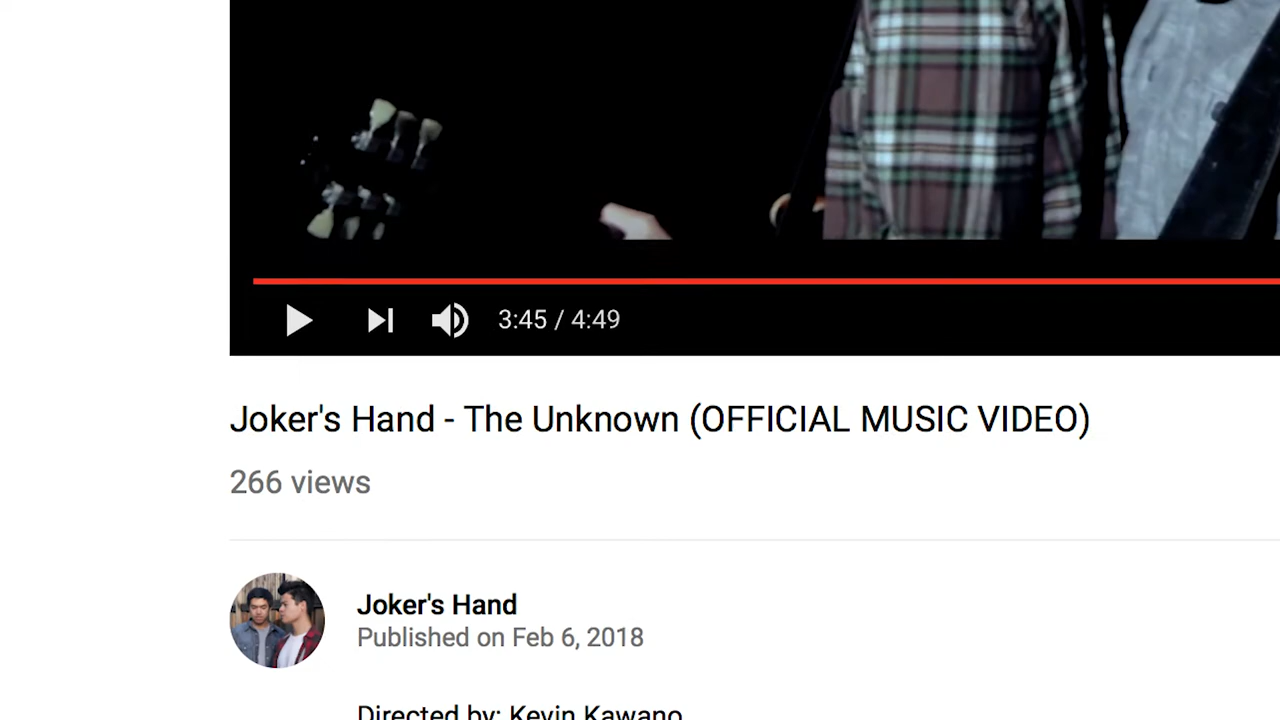 3:45 / 4:49
Joker's Hand - The Unknown (OFFICIAL MUSIC VIDEO)
266 views
Joker's Hand
Published on Feb 6, 2018
Directed by: Kevin Kawano